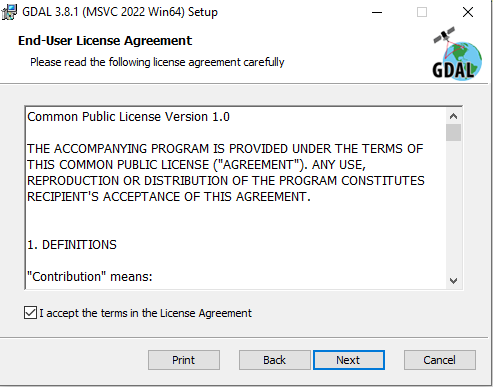 GDAL 3.8.1 (MSVC 2022 Win64) Setup
End-User License Agreement
Please read the following license agreement carefully
GDAL
Common Public License Version 1.0
THE ACCOMPANYING PROGRAM IS PROVIDED UNDER THE TERMS OF
THIS COMMON PUBLIC LICENSE ("AGREEMENT"). ANY USE,
REPRODUCTION OR DISTRIBUTION OF THE PROGRAM CONSTITUTES
RECIPIENT'S ACCEPTANCE OF THIS AGREEMENT.
1. DEFINITIONS
"Contribution" means:
I accept the terms in the License Agreement
Print
Back
Next
Cancel